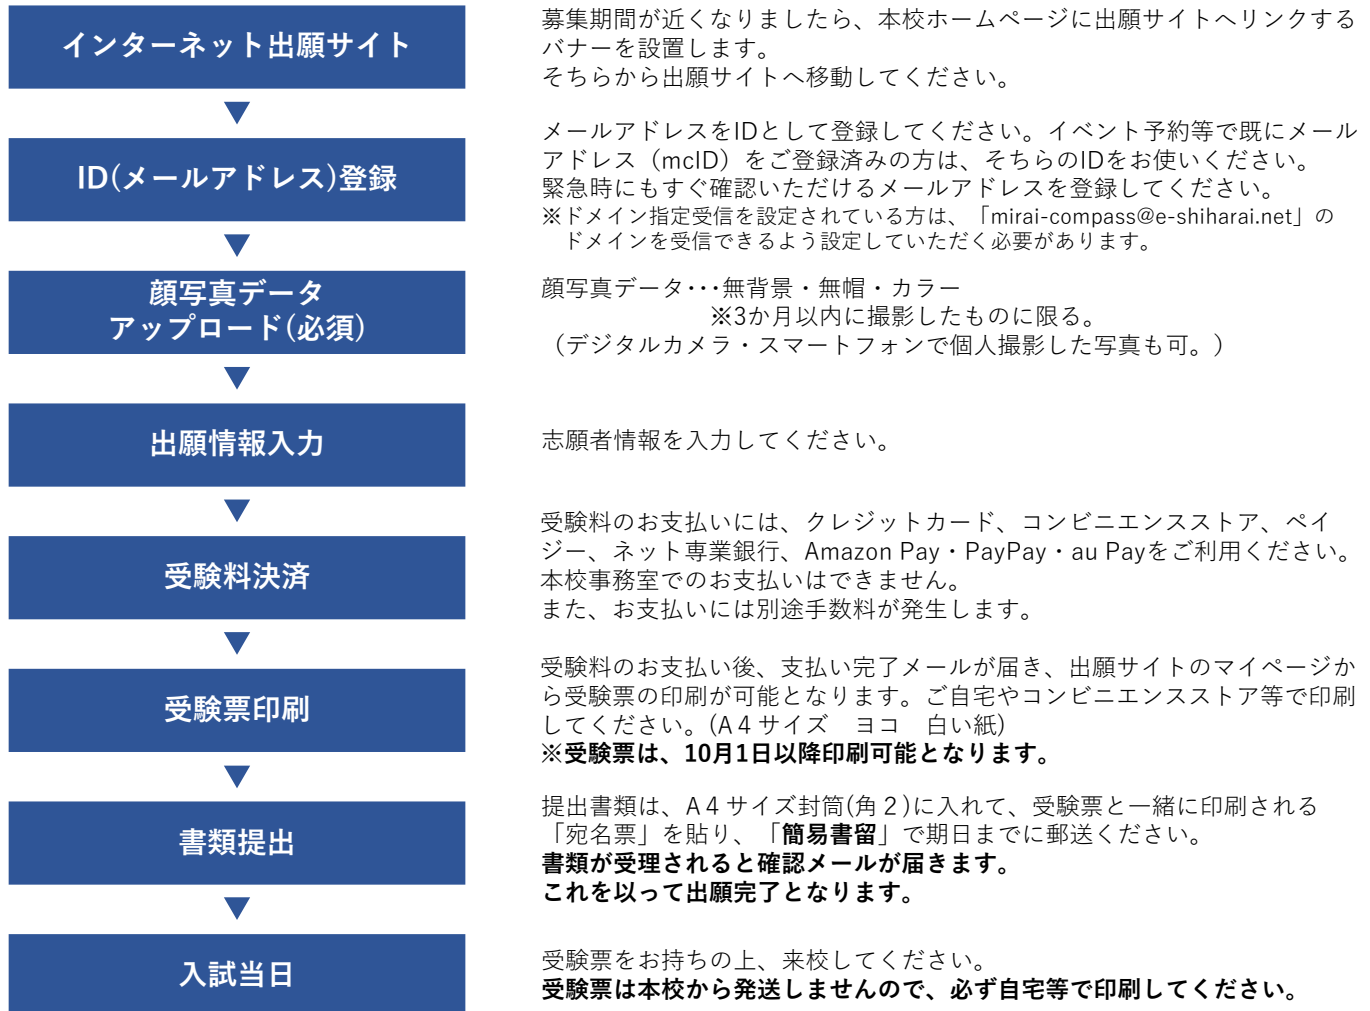 インターネット出願サイト
募集期間が近くなりましたら、本校ホームページに出願サイトへリンクする
バナーを設置します。
そちらから出願サイトへ移動してください。
ID(メールアドレス)登録
メールアドレスをIDとして登録してください。イベント予約等で既にメール
アドレス（mcID）をご登録済みの方は、そちらのIDをお使いください。
緊急時にもすぐ確認いただけるメールアドレスを登録してください。
※ドメイン指定受信を設定されている方は、「mirai-compass@e-shiharai.net」の
ドメインを受信できるよう設定していただく必要があります。
顔写真データ
アップロード(必須)
顔写真データ･･･無背景・無帽・カラー
※3か月以内に撮影したものに限る。
（デジタルカメラ・スマートフォンで個人撮影した写真も可。）
出願情報入力
志願者情報を入力してください。
受験料決済
受験料のお支払いには、クレジットカード、コンビニエンスストア、ペイ
ジー、ネット専業銀行、Amazon Pay・PayPay・au Payをご利用ください。
本校事務室でのお支払いはできません。
また、お支払いには別途手数料が発生します。
受験票印刷
受験料のお支払い後、支払い完了メールが届き、出願サイトのマイページか
ら受験票の印刷が可能となります。ご自宅やコンビニエンスストア等で印刷
してください。(A４サイズ　ヨコ　白い紙)
※受験票は、10月1日以降印刷可能となります。
書類提出
提出書類は、A４サイズ封筒(角２)に入れて、受験票と一緒に印刷される
「宛名票」を貼り、「簡易書留」で期日までに郵送ください。
書類が受理されると確認メールが届きます。
これを以って出願完了となります。
入試当日
受験票をお持ちの上、来校してください。
受験票は本校から発送しませんので、必ず自宅等で印刷してください。